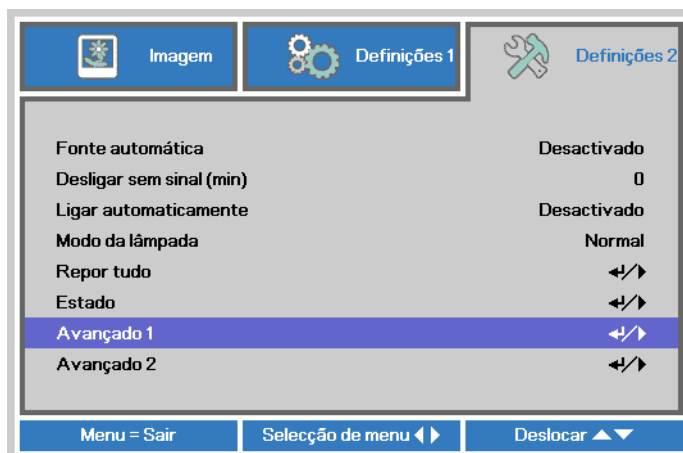 Imagem Definições 1 Definições 2
Fonte automática Desactivado
Desligar sem sinal (min) 0
Ligar automaticamente Desactivado
Modo da lâmpada Normal
Repor tudo ↵/▶
Estado ↵/▶
Avançado 1 ↵/▶
Avançado 2 ↵/▶
Menu = Sair Selecção de menu ◀▶ Deslocar ▲▼